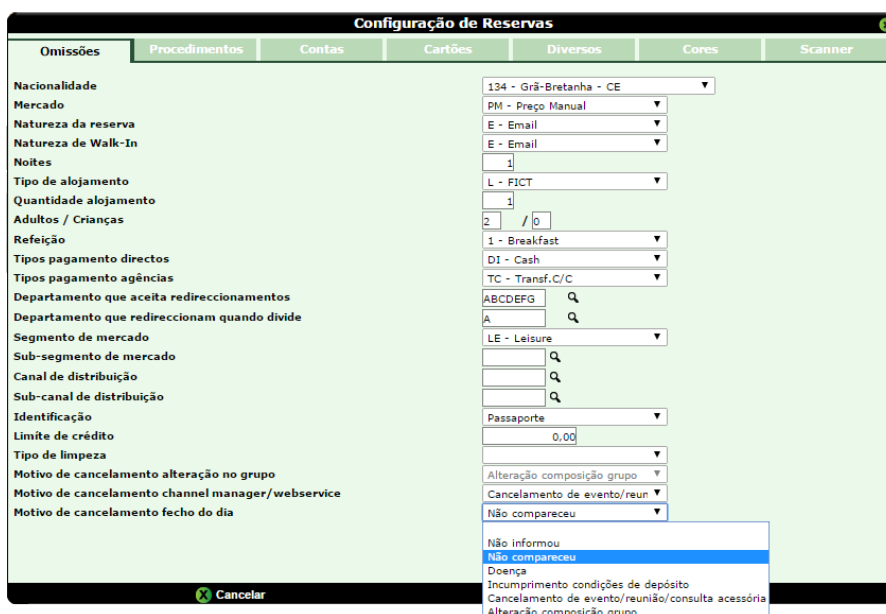 Configuração de Reservas
Omissões Procedimentos Contas Cartões Diversos Cores Scanner
Nacionalidade 134 - Grã-Bretanha - CE
Mercado PM - Preço Manual
Natureza da reserva E - Email
Natureza de Walk-In E - Email
Noites 1
Tipo de alojamento L - FICT
Quantidade alojamento 1
Adultos / Crianças 2 / 0
Refeição 1 - Breakfast
Tipos pagamento directos DI - Cash
Tipos pagamento agências TC - Transf.C/C
Departamento que aceita redireccionamentos ABCDEFG
Departamento que redireccionam quando divide A
Segmento de mercado LE - Leisure
Sub-segmento de mercado
Canal de distribuição
Sub-canal de distribuição
Identificação Passaporte
Limíte de crédito 0,00
Tipo de limpeza
Motivo de cancelamento alteração no grupo Alteração composição grupo
Motivo de cancelamento channel manager/webservice Cancelamento de evento/reun
Motivo de cancelamento fecho do dia Não compareceu
Não informou
Não compareceu
Doença
Incumprimento condições de depósito
Cancelamento de evento/reunião/consulta acessória
Alteração composição grupo
X Cancelar